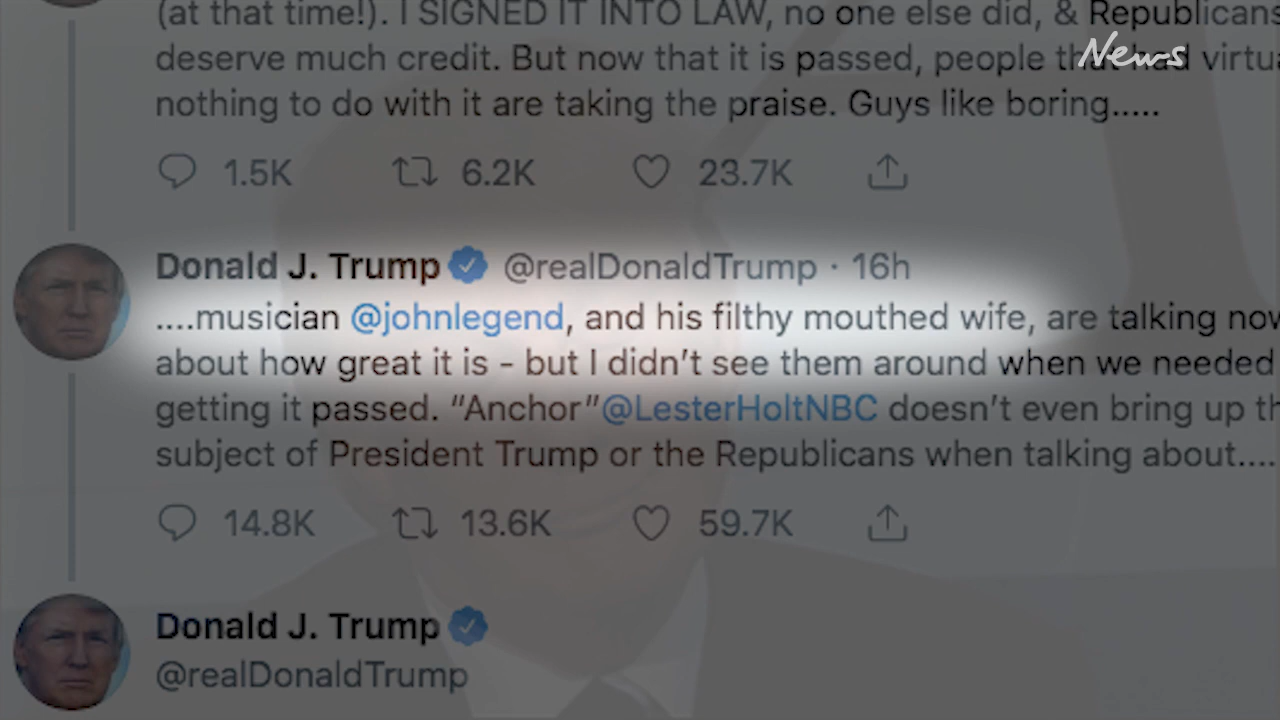 (at that time!). I SIGNED IT INTO LAW, no one else did, & Republicans
News
deserve much credit. But now that it is passed, people that had
nothing to do with it are taking the praise. Guys like boring.....
1.5K 6.2K 23.7K
Donald J. Trump @realDonaldTrump · 16h
....musician @johnlegend, and his filthy mouthed wife, are talking now
about how great it is - but I didn’t see them around when we needed
getting it passed. “Anchor”@LesterHoltNBC doesn’t even bring up
subject of President Trump or the Republicans when talking about....
14.8K 13.6K 59.7K
Donald J. Trump
@realDonaldTrump